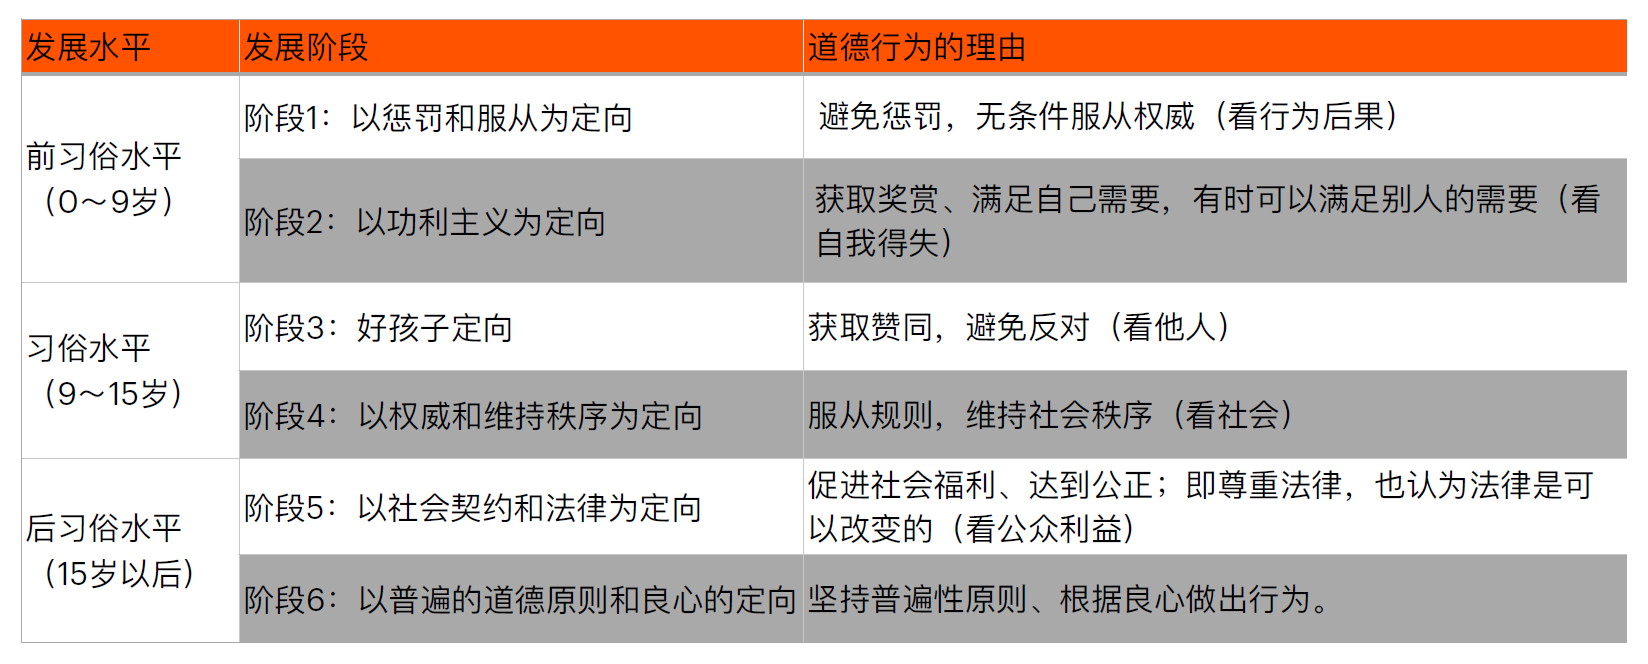 发展水平
发展阶段
道德行为的理由
前习俗水平
（0～9岁）
阶段1：以惩罚和服从为定向
避免惩罚，无条件服从权威（看行为后果）
阶段2：以功利主义为定向
获取奖赏、满足自己需要，有时可以满足别人的需要（看
自我得失）
习俗水平
（9～15岁）
阶段3：好孩子定向
获取赞同，避免反对（看他人）
阶段4：以权威和维持秩序为定向
服从规则，维持社会秩序（看社会）
后习俗水平
（15岁以后）
阶段5：以社会契约和法律为定向
促进社会福利、达到公正；即尊重法律，也认为法律是可
以改变的（看公众利益）
阶段6：以普遍的道德原则和良心的定向
坚持普遍性原则、根据良心做出行为。